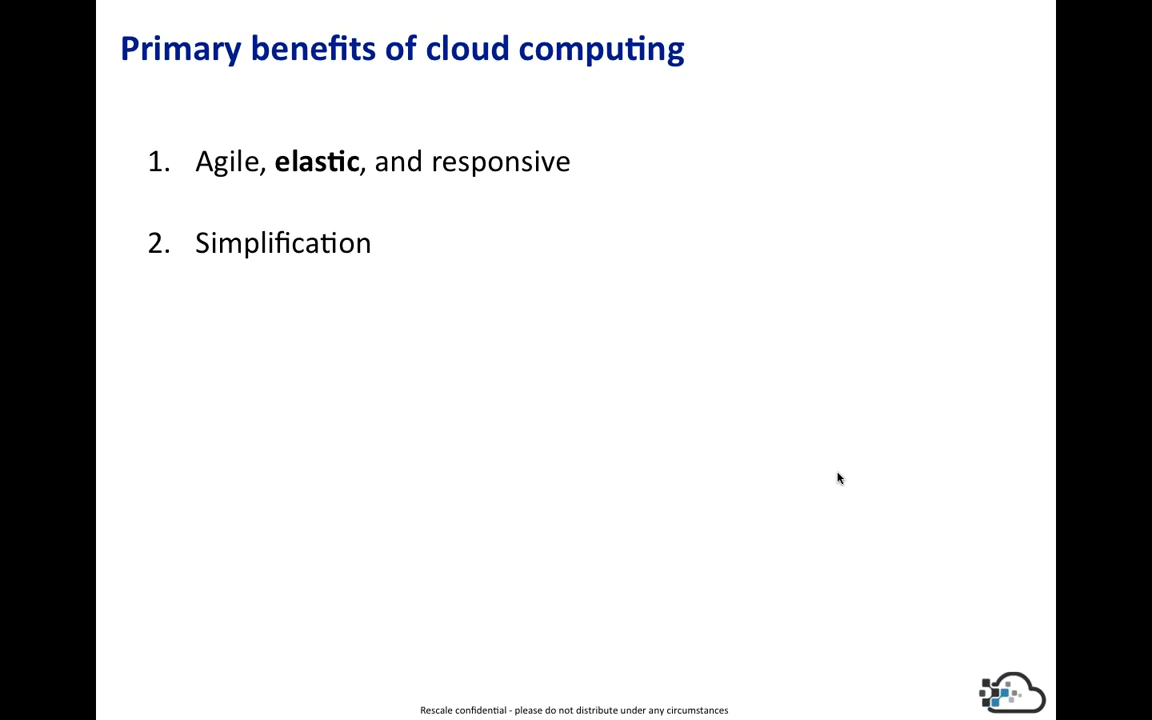 Primary benefits of cloud computing
1. Agile, elastic, and responsive
2. Simplification
Rescale confidential - please do not distribute under any circumstances